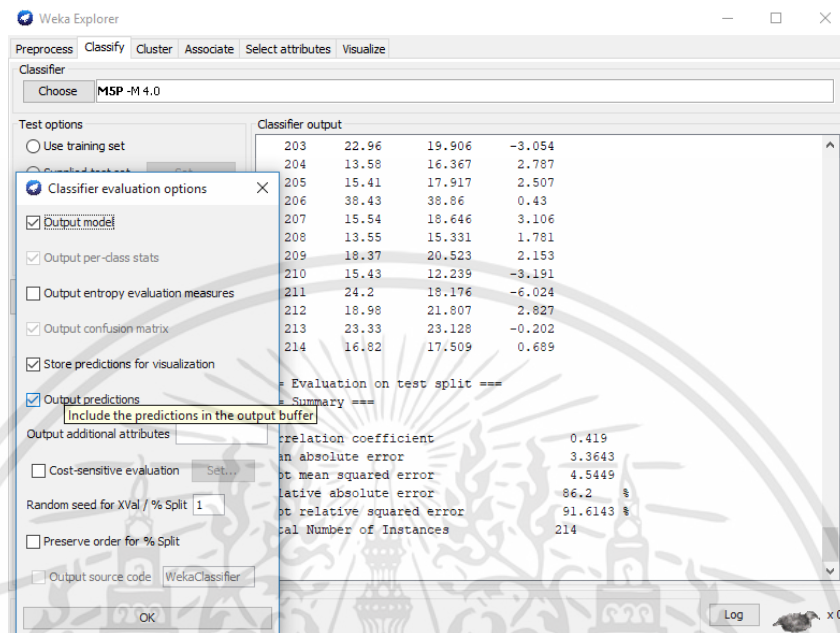 Weka Explorer
Preprocess Classify Cluster Associate Select attributes Visualize
Classifier
Choose M5P -M 4.0
Test options
Use training set
Classifier output
203 22.96 19.906 -3.054
204 13.58 16.367 2.787
205 15.41 17.917 2.507
206 38.43 38.86 0.43
207 15.54 18.646 3.106
208 13.55 15.331 1.781
209 18.37 20.523 2.153
210 15.43 12.239 -3.191
211 24.2 18.176 -6.024
212 18.98 21.807 2.827
213 23.33 23.128 -0.202
214 16.82 17.509 0.689
= Evaluation on test split ===
= Summary ===
rrelation coefficient 0.419
an absolute error 3.3643
ot mean squared error 4.5449
lative absolute error 86.2 %
ot relative squared error 91.6143 %
tal Number of Instances 214
Classifier evaluation options
Output model
Output per-class stats
Output entropy evaluation measures
Output confusion matrix
Store predictions for visualization
Output predictions
Include the predictions in the output buffer
Output additional attributes
Cost-sensitive evaluation Set...
Random seed for XVal / % Split 1
Preserve order for % Split
Output source code WekaClassifier
OK
Log
x 0